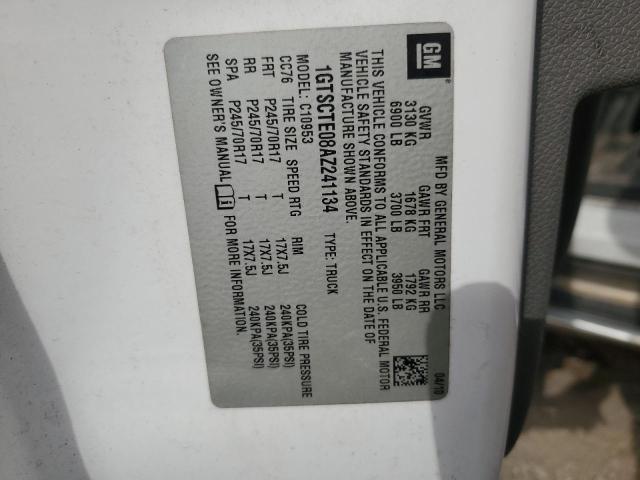 GM
MFD BY GENERAL MOTORS LLC
04/10
GVWR GAWR FRT GAWR RR
3130 KG 1678 KG 1792 KG
6900 LB 3700 LB 3950 LB
THIS VEHICLE CONFORMS TO ALL APPLICABLE U.S. FEDERAL MOTOR
VEHICLE SAFETY STANDARDS IN EFFECT ON THE DATE OF
MANUFACTURE SHOWN ABOVE.
1GTSCTE08AZ241134 TYPE: TRUCK
MODEL: C10953
CC76 TIRE SIZE SPEED RTG RIM COLD TIRE PRESSURE
FRT P245/70R17 T 17X7.5J 240KPA(35PSI)
RR P245/70R17 T 17X7.5J 240KPA(35PSI)
SPA P245/70R17 T 17X7.5J 240KPA(35PSI)
SEE OWNER'S MANUAL FOR MORE INFORMATION.